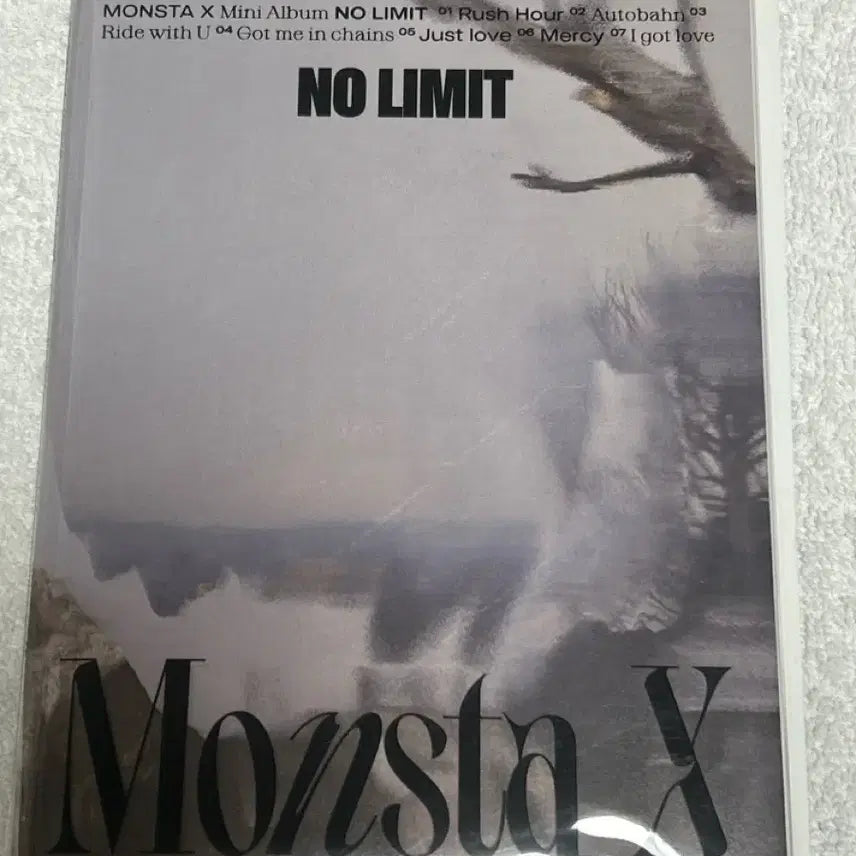 MONSTA X Mini Album NO LIMIT 01 Rush Hour 02 Autobahn 03
Ride with U 04 Got me in chains 05 Just love 06 Mercy 07 I got love
NO LIMIT
Monsta X